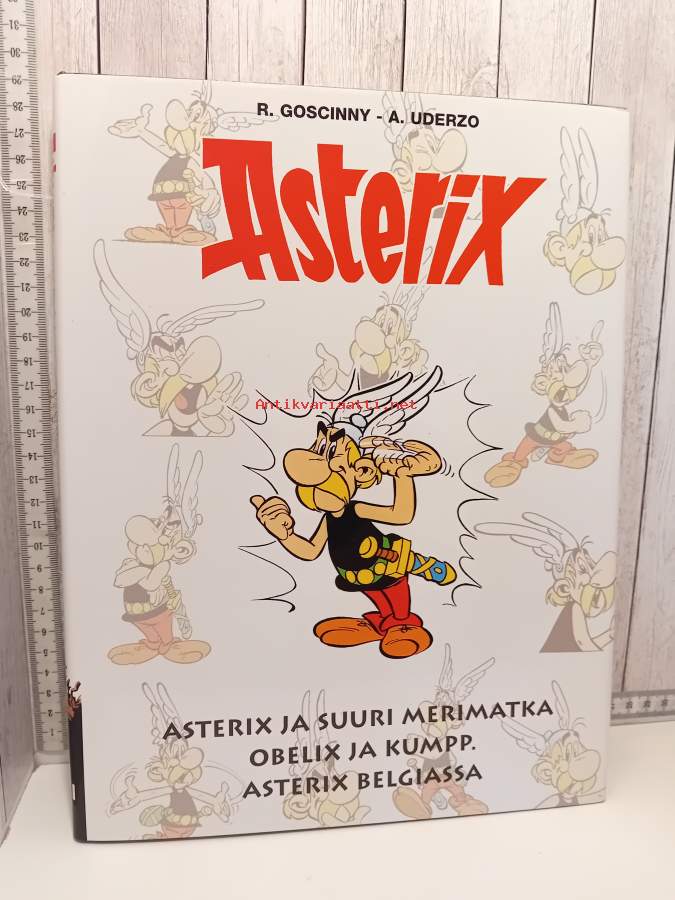 R. GOSCINNY - A. UDERZO
Asterix
Antikvariaatti.net
ASTERIX JA SUURI MERIMATKA
OBELIX JA KUMPP.
ASTERIX BELGIASSA